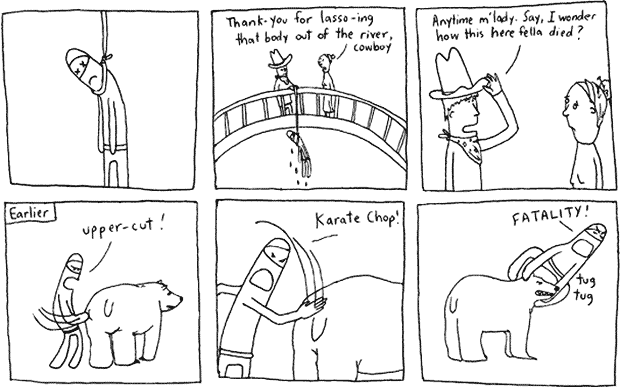 Thank-you for lasso-ing
that body out of the river,
cowboy
Anytime m'lady. Say, I wonder
how this here fella died?
Earlier
upper-cut!
Karate Chop!
FATALITY!
tug
tug